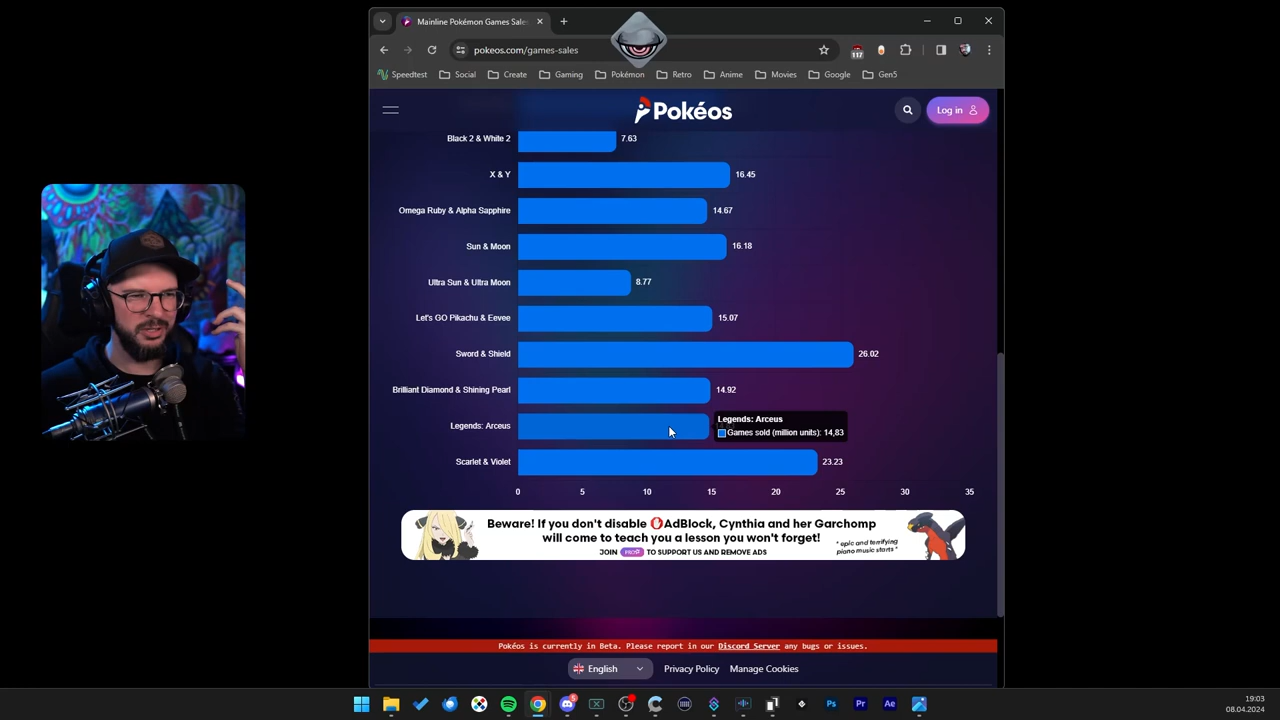 Mainline Pokémon Games Sale
pokeos.com/games-sales
117
Speedtest Social Create Gaming Pokémon Retro Anime Movies Google Gen5
Pokéos
Log in
Black 2 & White 2 7.63
X & Y 16.45
Omega Ruby & Alpha Sapphire 14.67
Sun & Moon 16.18
Ultra Sun & Ultra Moon 8.77
Let's GO Pikachu & Eevee 15.07
Sword & Shield 26.02
Brilliant Diamond & Shining Pearl 14.92
Legends: Arceus
Legends: Arceus
Games sold (million units): 14,83
Scarlet & Violet 23.23
0 5 10 15 20 25 30 35
Beware! If you don't disable AdBlock, Cynthia and her Garchomp
will come to teach you a lesson you won't forget!
JOIN TO SUPPORT US AND REMOVE ADS
* epic and terrifying
piano music starts *
Pokéos is currently in Beta. Please report in our Discord Server any bugs or issues.
English Privacy Policy Manage Cookies
Ps Pr Ae
19:03
08.04.2024